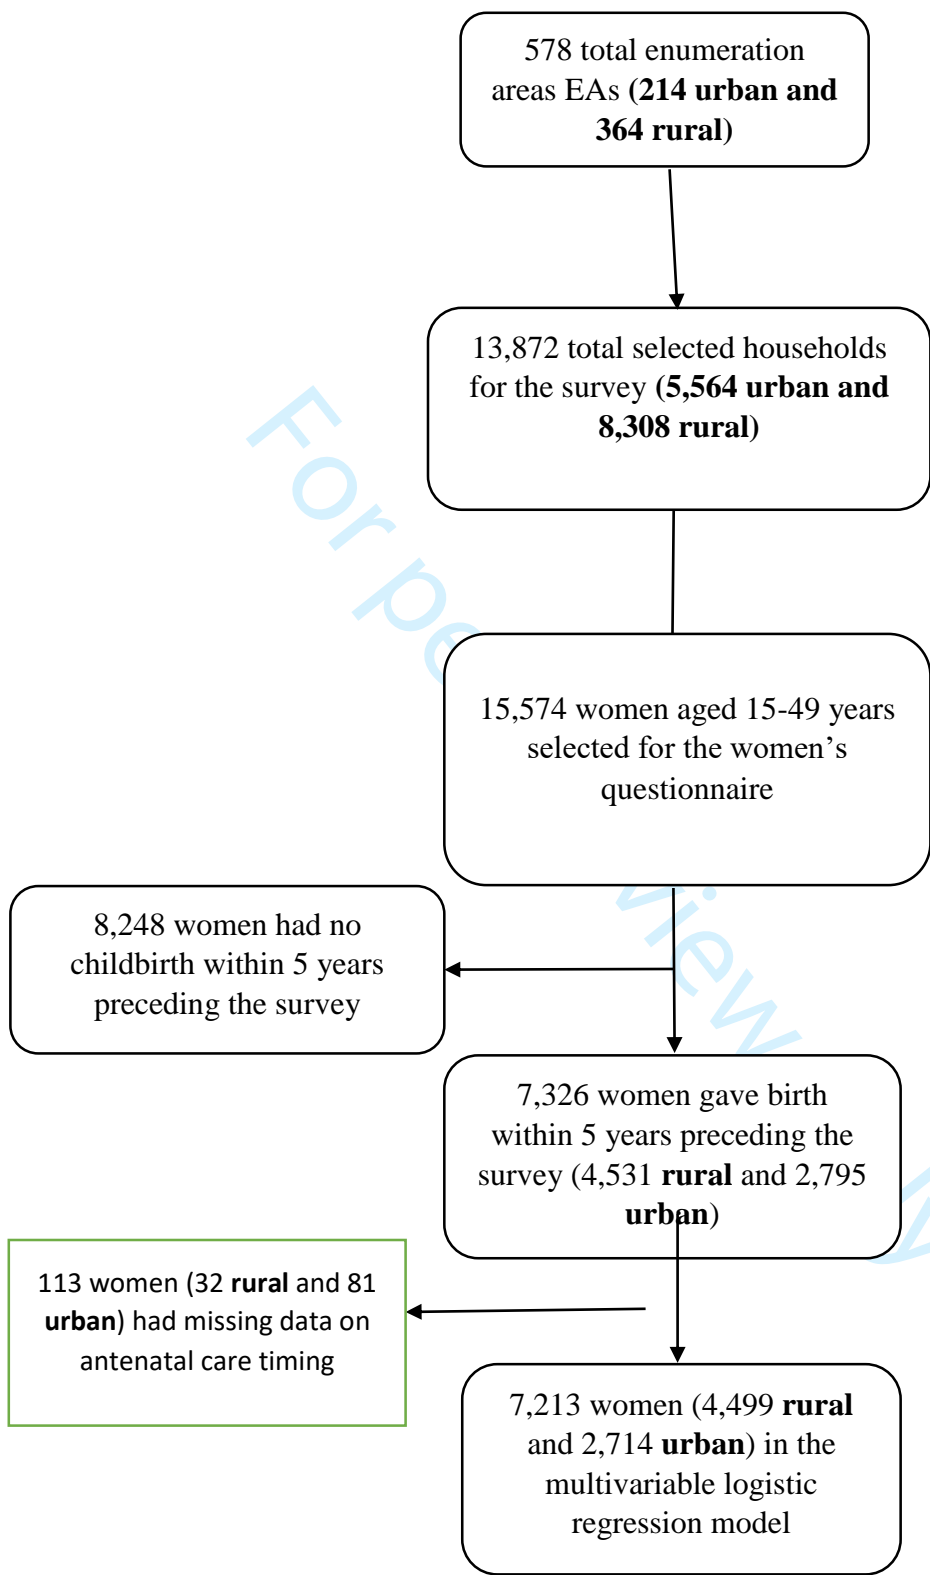 578 total enumeration
areas EAs (214 urban and
364 rural)
13,872 total selected households
for the survey (5,564 urban and
8,308 rural)
15,574 women aged 15-49 years
selected for the women’s
questionnaire
8,248 women had no
childbirth within 5 years
preceding the survey
7,326 women gave birth
within 5 years preceding the
survey (4,531 rural and 2,795
urban)
113 women (32 rural and 81
urban) had missing data on
antenatal care timing
7,213 women (4,499 rural
and 2,714 urban) in the
multivariable logistic
regression model
For